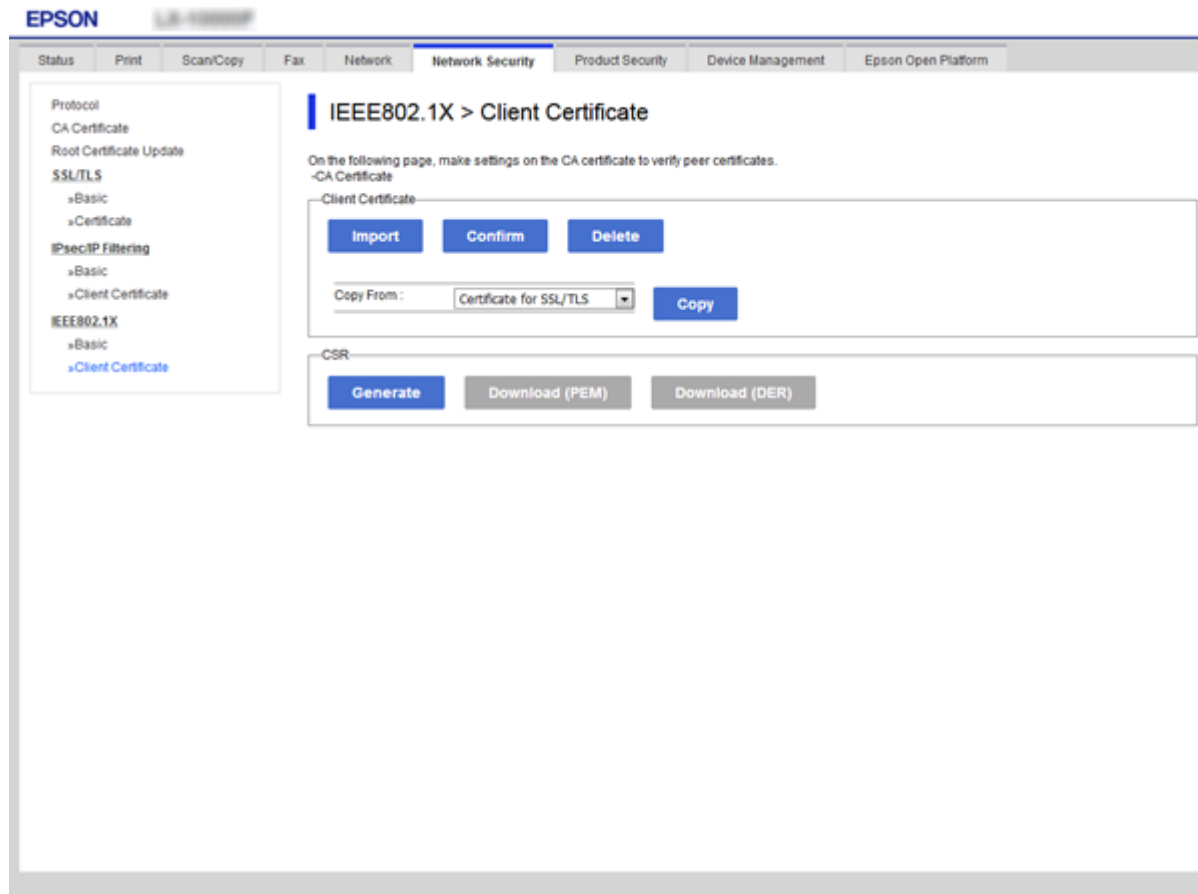 EPSON
Status Print Scan/Copy Fax Network Network Security Product Security Device Management Epson Open Platform
Protocol
CA Certificate
Root Certificate Update
SSL/TLS
»Basic
»Certificate
IPsec/IP Filtering
»Basic
»Client Certificate
IEEE802.1X
»Basic
»Client Certificate
IEEE802.1X > Client Certificate
On the following page, make settings on the CA certificate to verify peer certificates.
-CA Certificate
Client Certificate
Import Confirm Delete
Copy From : Certificate for SSL/TLS Copy
CSR
Generate Download (PEM) Download (DER)